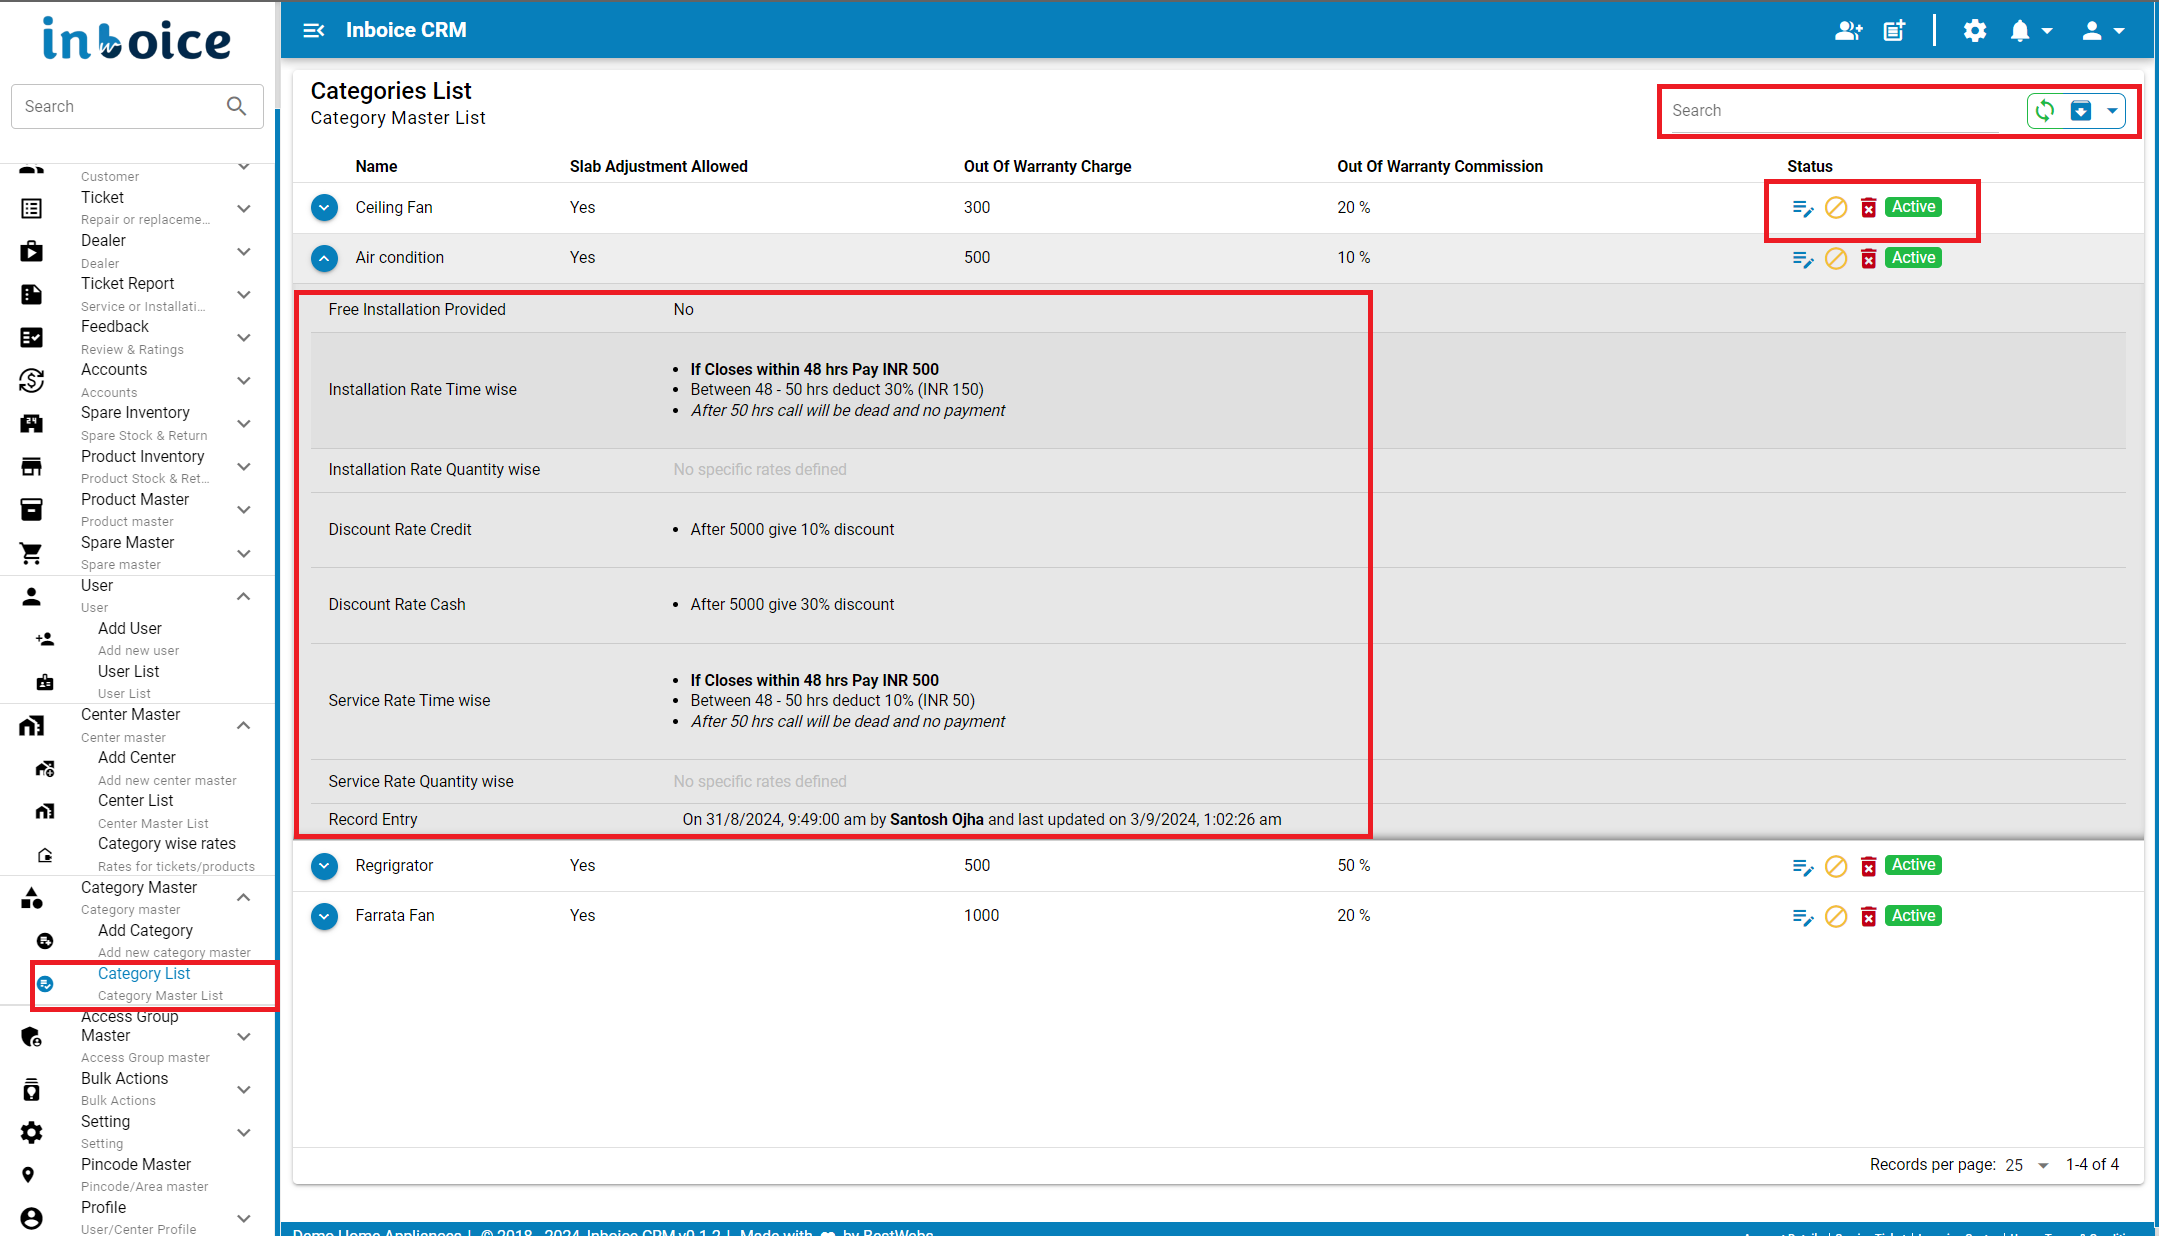 inboice
Search
Customer
Ticket
Repair or replaceme...
Dealer
Dealer
Ticket Report
Service or Installati...
Feedback
Review & Ratings
Accounts
Accounts
Spare Inventory
Spare Stock & Return
Product Inventory
Product Stock & Ret...
Product Master
Product master
Spare Master
Spare master
User
User
Add User
Add new user
User List
User List
Center Master
Center master
Add Center
Add new center master
Center List
Center Master List
Category wise rates
Rates for tickets/products
Category Master
Category master
Add Category
Add new category master
Category List
Category Master List
Access Group
Master
Access Group master
Bulk Actions
Bulk Actions
Setting
Setting
Pincode Master
Pincode/Area master
Profile
User/Center Profile
Inboice CRM
Categories List
Category Master List
Search
Name Slab Adjustment Allowed Out Of Warranty Charge Out Of Warranty Commission Status
Ceiling Fan Yes 300 20 % Active
Air condition Yes 500 10 % Active
Free Installation Provided No
Installation Rate Time wise
• If Closes within 48 hrs Pay INR 500
• Between 48 - 50 hrs deduct 30% (INR 150)
• After 50 hrs call will be dead and no payment
Installation Rate Quantity wise No specific rates defined
Discount Rate Credit • After 5000 give 10% discount
Discount Rate Cash • After 5000 give 30% discount
Service Rate Time wise
• If Closes within 48 hrs Pay INR 500
• Between 48 - 50 hrs deduct 10% (INR 50)
• After 50 hrs call will be dead and no payment
Service Rate Quantity wise No specific rates defined
Record Entry On 31/8/2024, 9:49:00 am by Santosh Ojha and last updated on 3/9/2024, 1:02:26 am
Regrigrator Yes 500 50 % Active
Farrata Fan Yes 1000 20 % Active
Records per page: 25 1-4 of 4
Demo Home Appliances | © 2018 - 2024 Inboice CRM v0.1.2 | Made with by BestWebs